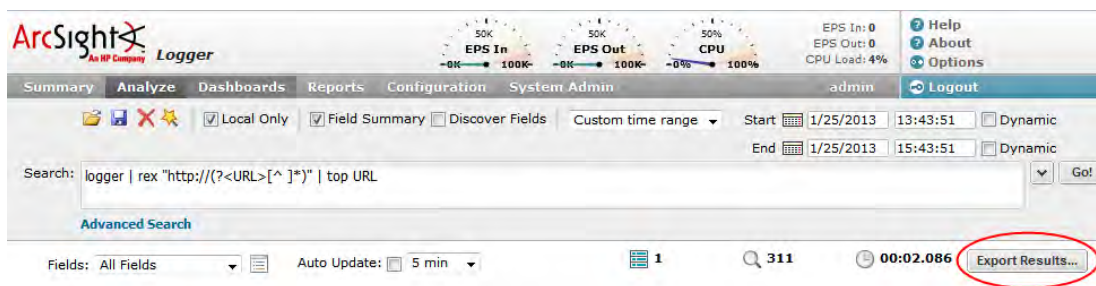 ArcSight
An HP Company
Logger
50K
EPS In
0K 100K
50K
EPS Out
0K 100K
50%
CPU
0% 100%
EPS In: 0
EPS Out: 0
CPU Load: 4%
Help
About
Options
Summary Analyze Dashboards Reports Configuration System Admin admin Logout
Local Only Field Summary Discover Fields Custom time range Start 1/25/2013 13:43:51 Dynamic
End 1/25/2013 15:43:51 Dynamic
Search: logger | rex "http://(?<URL>[^ ]*)" | top URL Go!
Advanced Search
Fields: All Fields Auto Update: 5 min 1 311 00:02.086 Export Results...